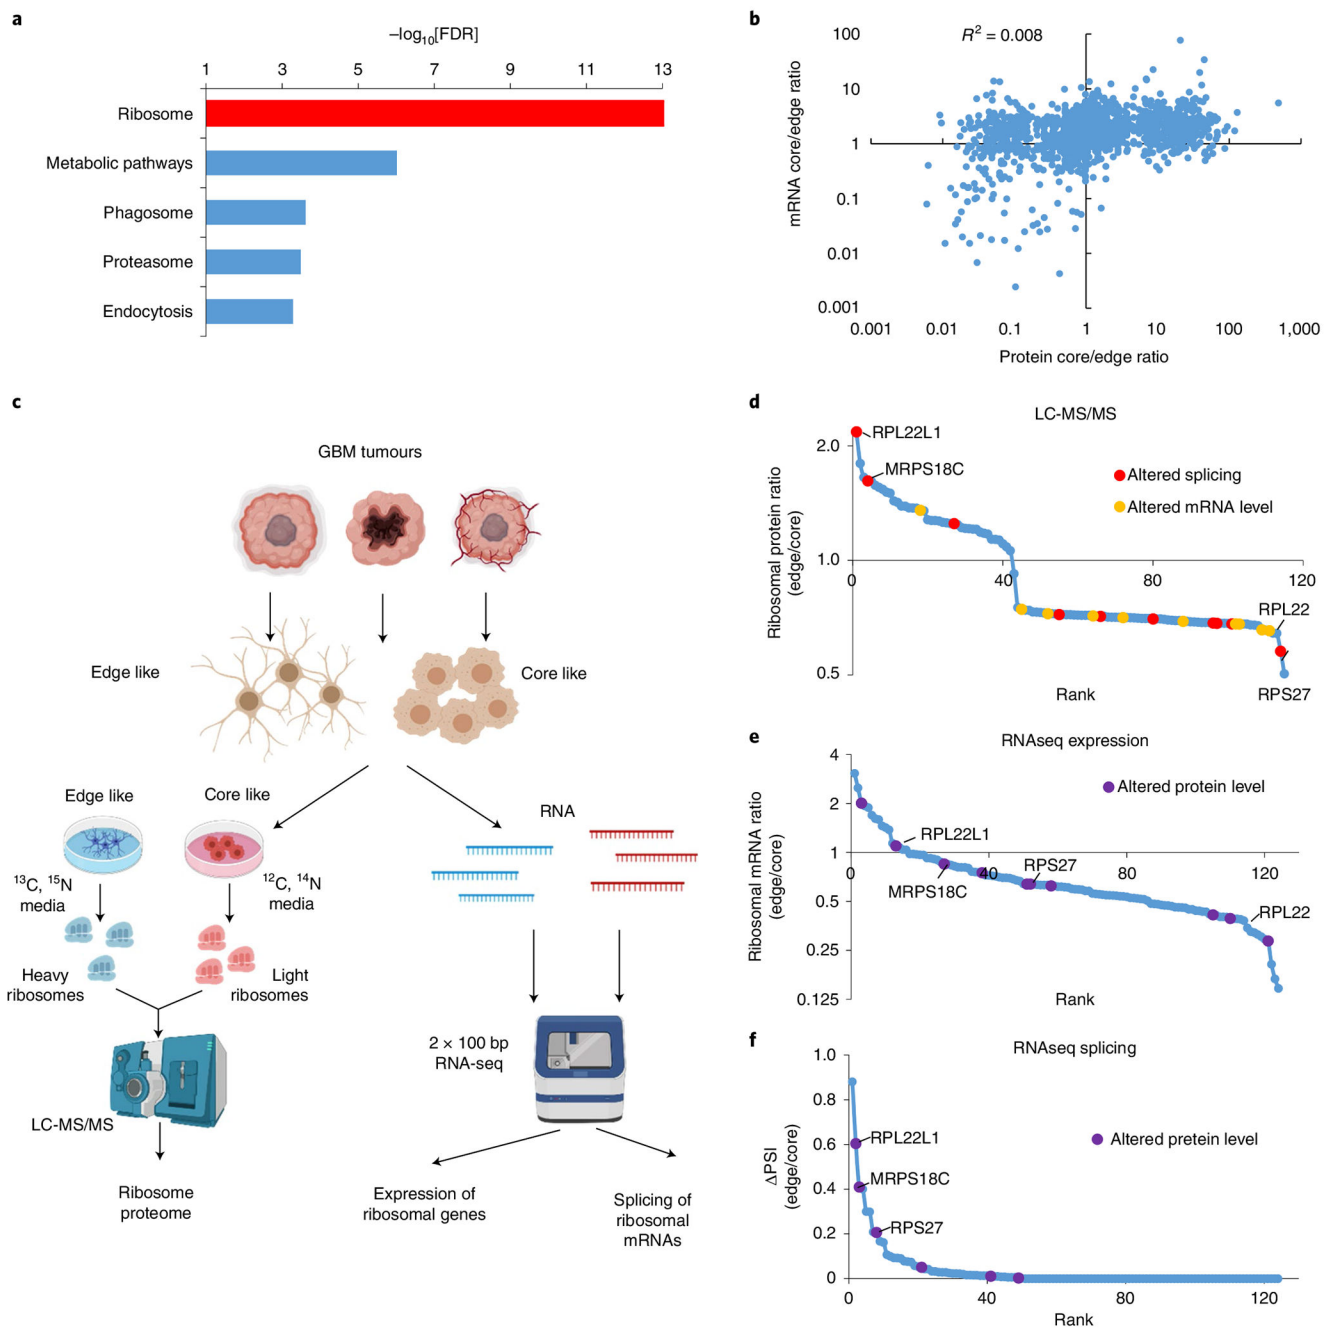 a
–log10[FDR]
1 3 5 7 9 11 13
Ribosome
Metabolic pathways
Phagosome
Proteasome
Endocytosis
b
R2 = 0.008
mRNA core/edge ratio
100
10
1
0.1
0.01
0.001
0.001 0.01 0.1 1 10 100 1,000
Protein core/edge ratio
c
GBM tumours
Edge like
Core like
Edge like
Core like
RNA
13C, 15N
media
12C, 14N
media
Heavy
ribosomes
Light
ribosomes
2 × 100 bp
RNA-seq
LC-MS/MS
Ribosome
proteome
Expression of
ribosomal genes
Splicing of
ribosomal
mRNAs
d
LC-MS/MS
Ribosomal protein ratio
(edge/core)
2.0
1.0
0.5
RPL22L1
MRPS18C
Altered splicing
Altered mRNA level
0 40 80 120
RPL22
RPS27
Rank
e
RNAseq expression
Ribosomal mRNA ratio
(edge/core)
4
2
1
0.5
0.25
0.125
Altered protein level
RPL22L1
MRPS18C
RPS27
RPL22
0 40 80 120
Rank
f
RNAseq splicing
ΔPSI
(edge/core)
1.0
0.8
0.6
0.4
0.2
0
RPL22L1
MRPS18C
RPS27
Altered pretein level
0 40 80 120
Rank